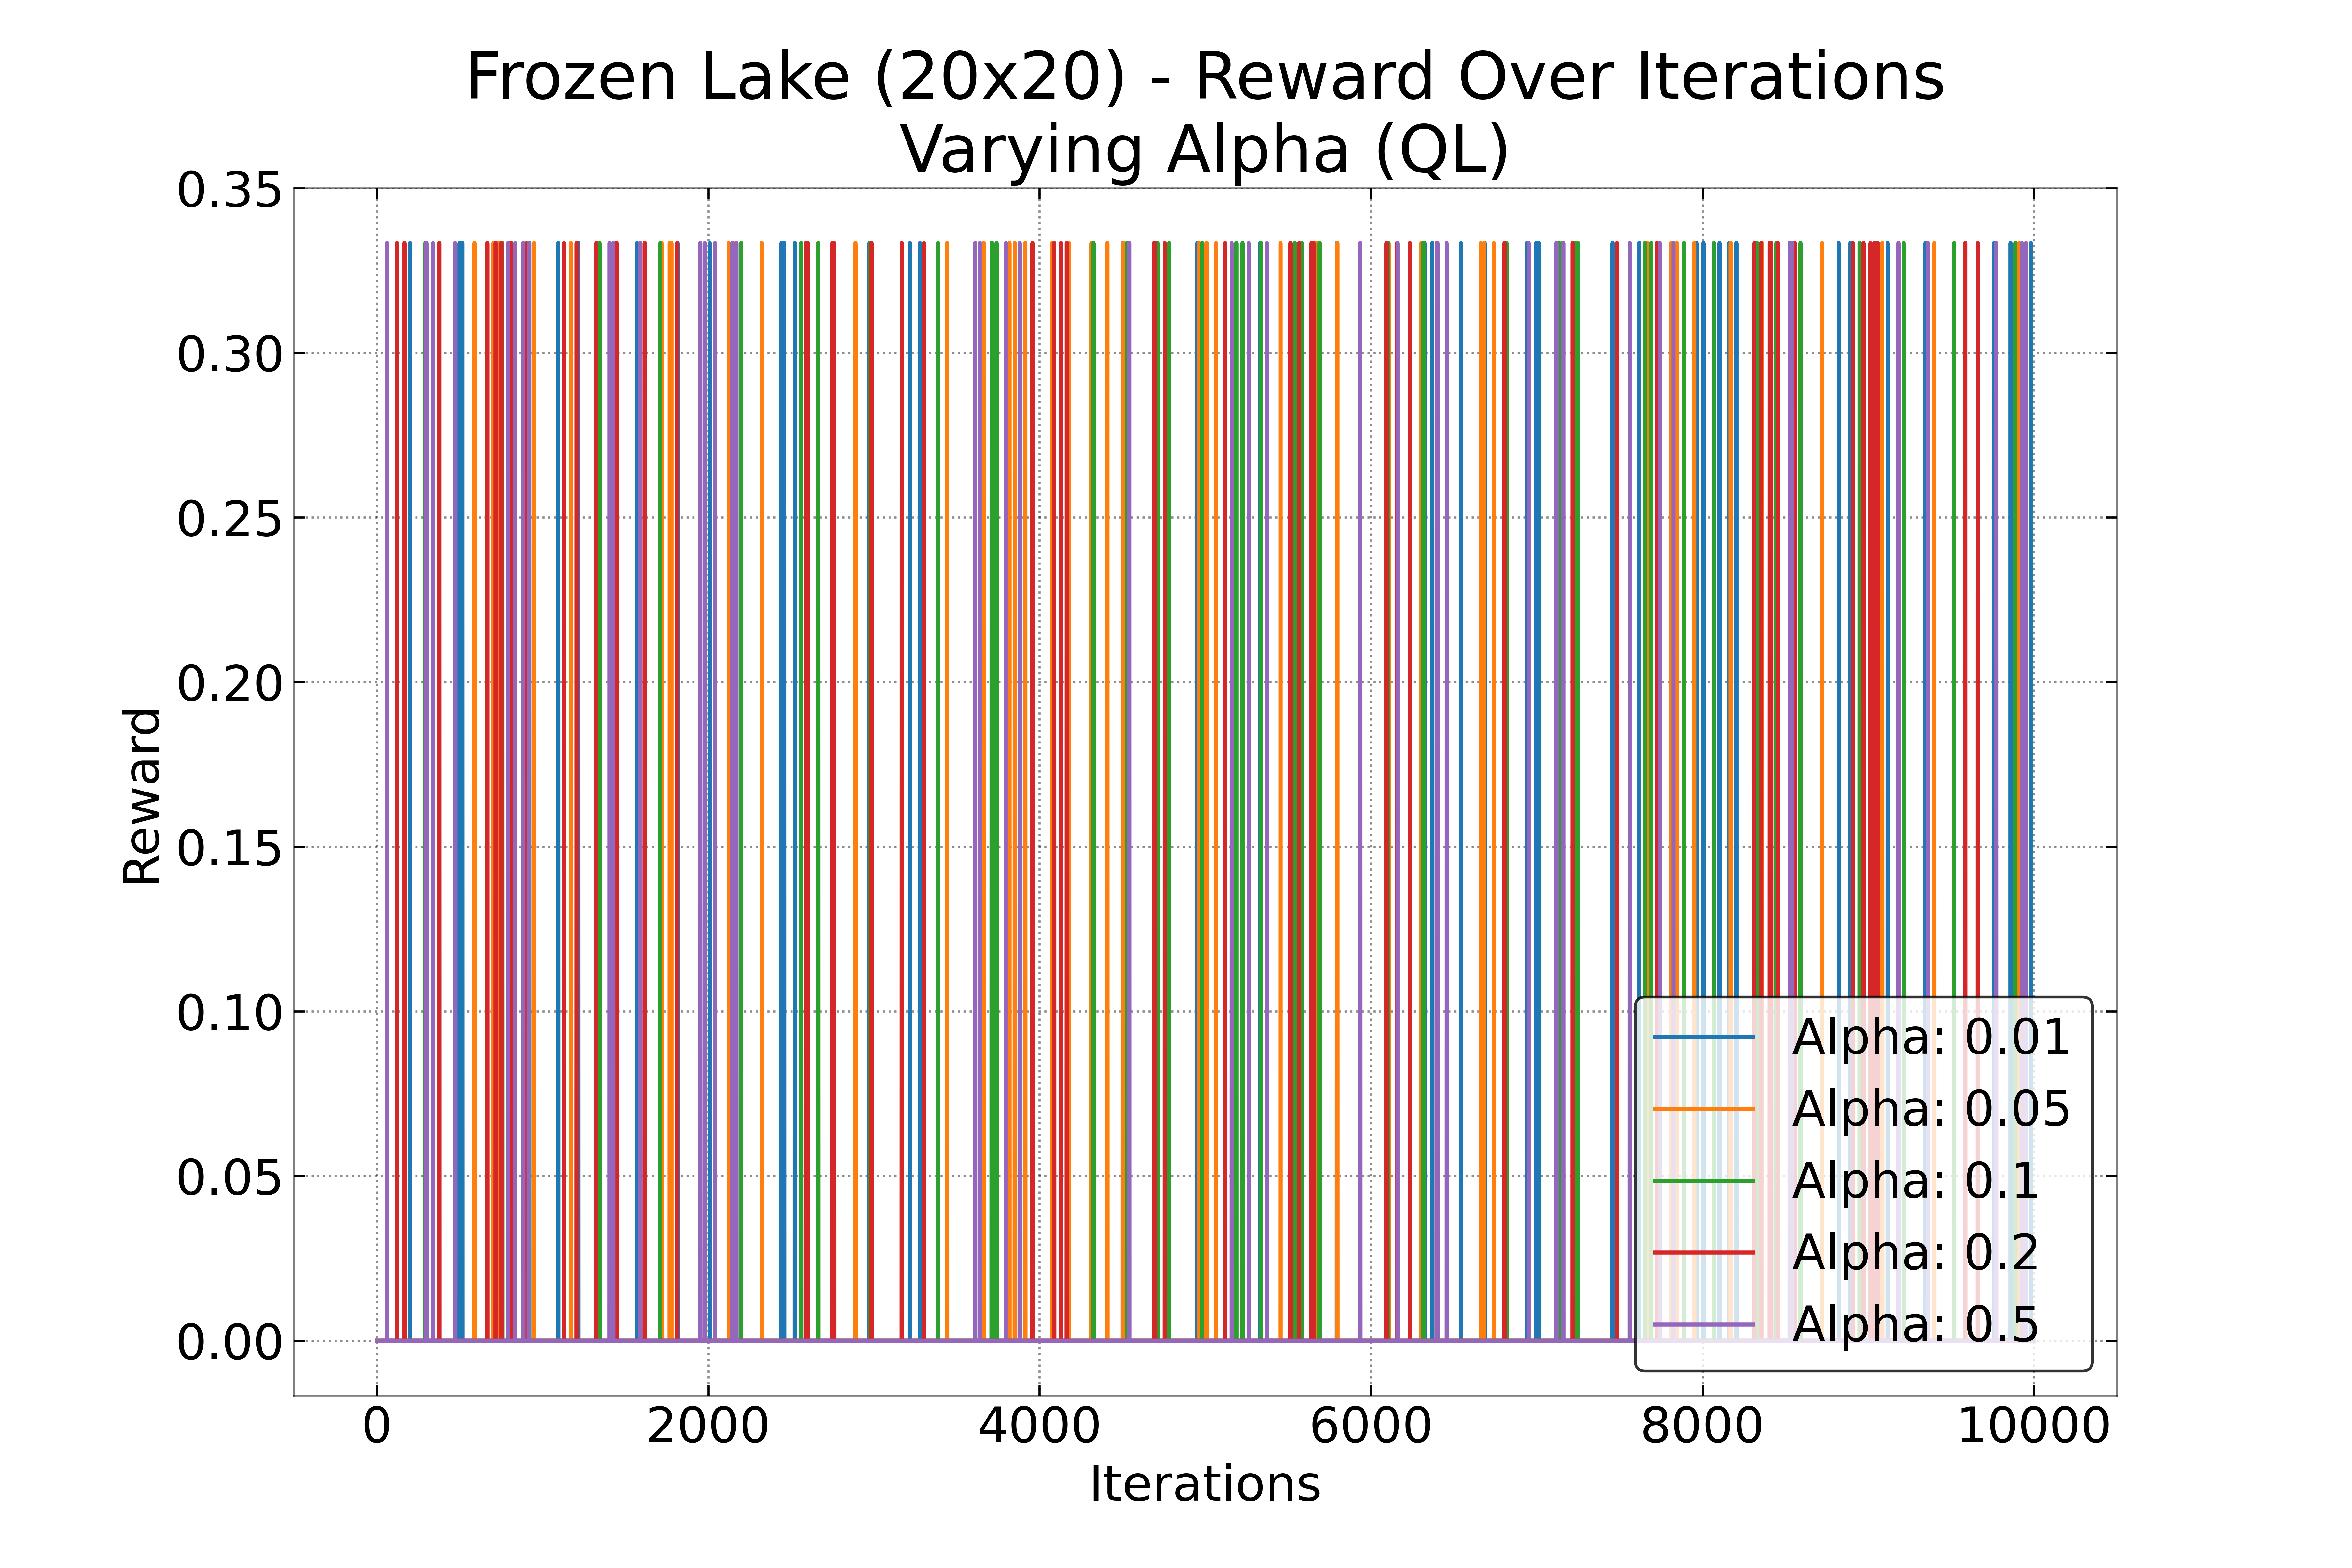 Frozen Lake (20x20) - Reward Over Iterations
Varying Alpha (QL)
0.35
0.30
0.25
0.20
0.15
0.10
0.05
0.00
Reward
Alpha: 0.01
Alpha: 0.05
Alpha: 0.1
Alpha: 0.2
Alpha: 0.5
0 2000 4000 6000 8000 10000
Iterations